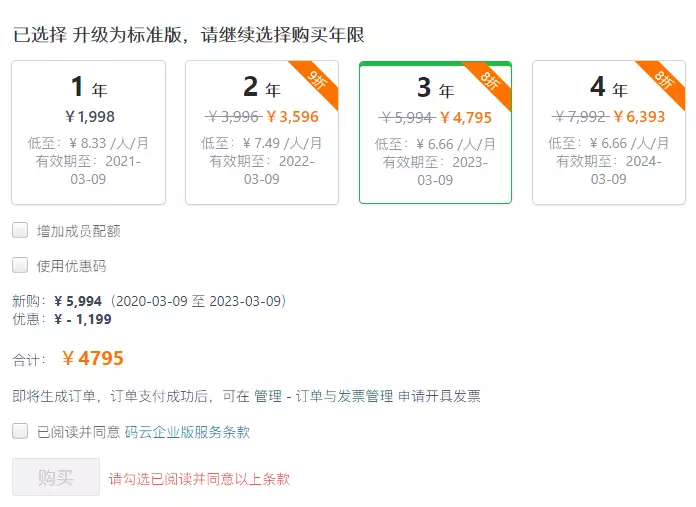 已选择 升级为标准版，请继续选择购买年限
1 年
￥1,998
低至：￥8.33 /人/月
有效期至：2021-
03-09
9折
2 年
￥3,996 ￥3,596
低至：￥7.49 /人/月
有效期至：2022-
03-09
8折
3 年
￥5,994 ￥4,795
低至：￥6.66 /人/月
有效期至：2023-
03-09
8折
4 年
￥7,992 ￥6,393
低至：￥6.66 /人/月
有效期至：2024-
03-09
增加成员配额
使用优惠码
新购：￥5,994（2020-03-09 至 2023-03-09）
优惠：￥- 1,199
合计： ￥4795
即将生成订单，订单支付成功后，可在 管理 - 订单与发票管理 申请开具发票
已阅读并同意 码云企业版服务条款
购买 请勾选已阅读并同意以上条款